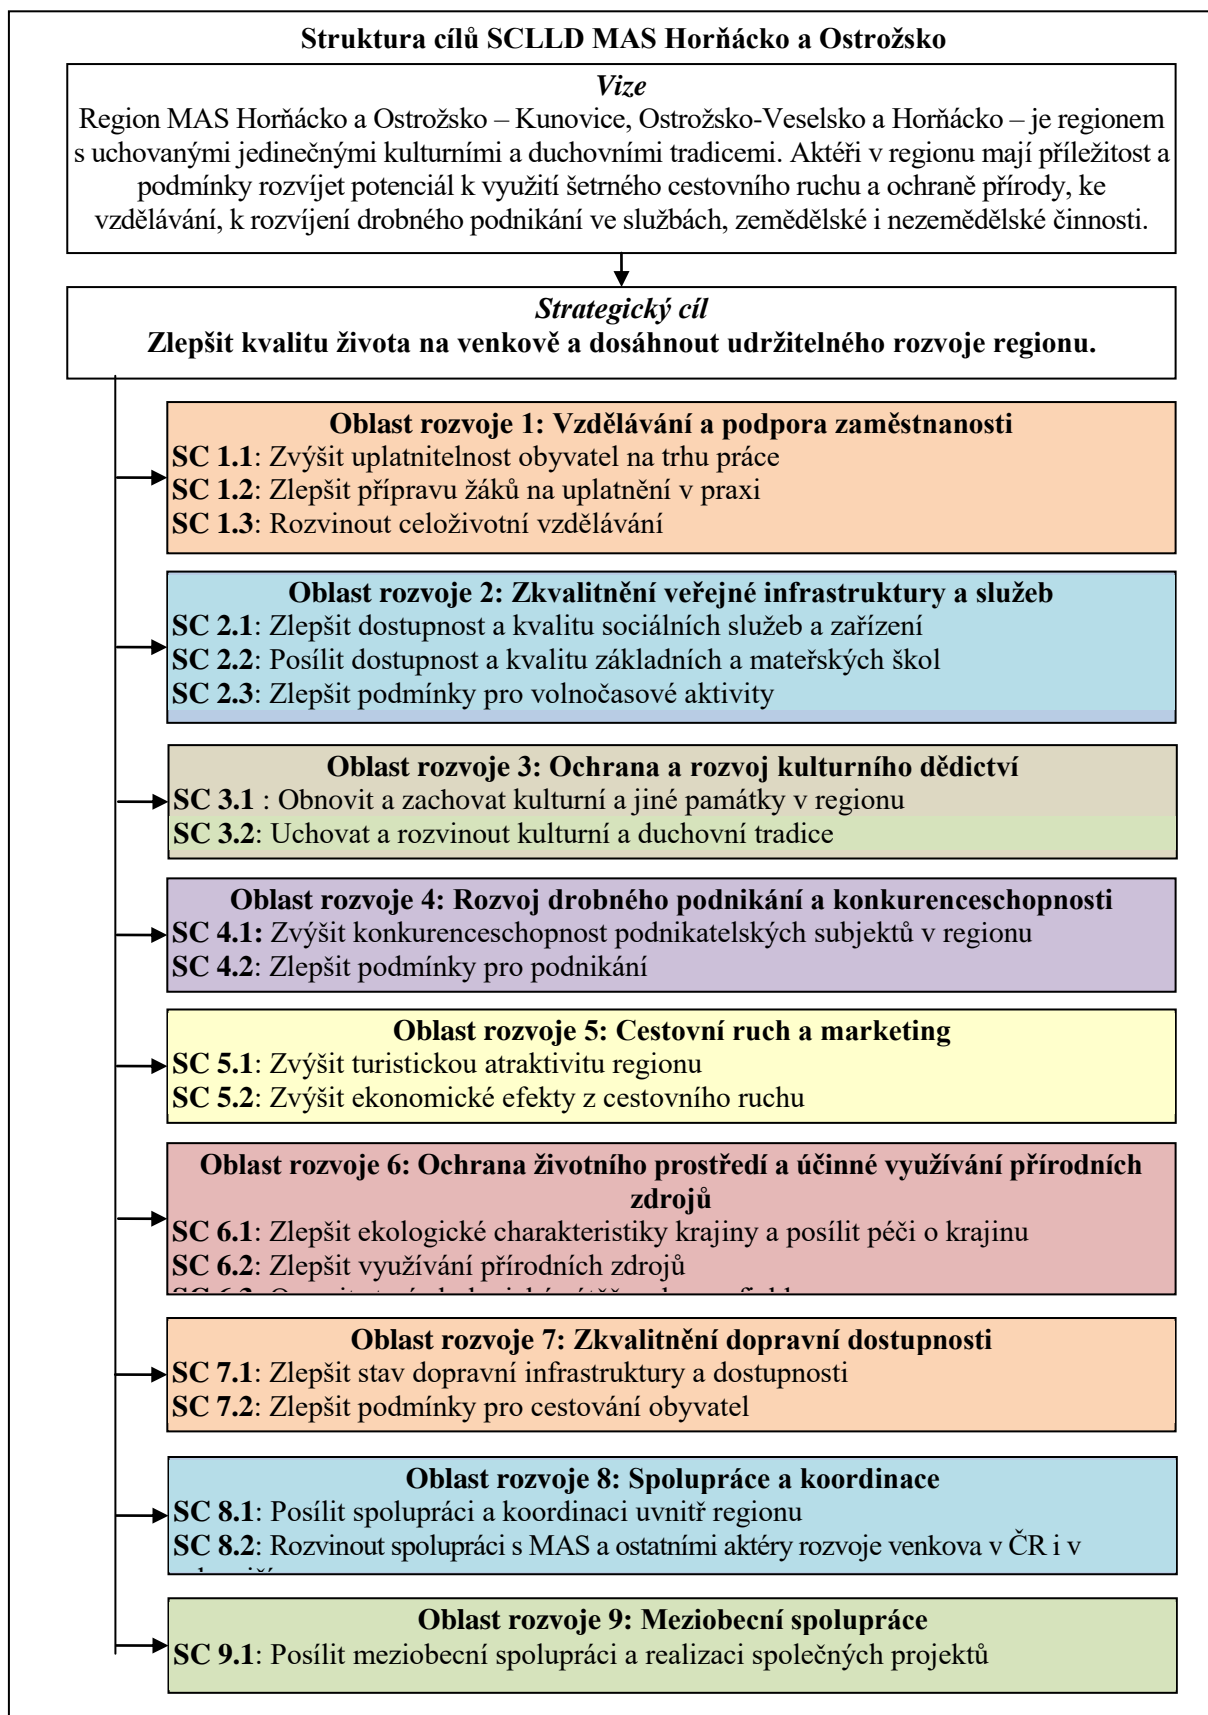 Struktura cílů SCLLD MAS Horňácko a Ostrožsko
Vize
Region MAS Horňácko a Ostrožsko – Kunovice, Ostrožsko-Veselsko a Horňácko – je regionem
s uchovanými jedinečnými kulturními a duchovními tradicemi. Aktéři v regionu mají příležitost a
podmínky rozvíjet potenciál k využití šetrného cestovního ruchu a ochraně přírody, ke
vzdělávání, k rozvíjení drobného podnikání ve službách, zemědělské i nezemědělské činnosti.
Strategický cíl
Zlepšit kvalitu života na venkově a dosáhnout udržitelného rozvoje regionu.
Oblast rozvoje 1: Vzdělávání a podpora zaměstnanosti
SC 1.1: Zvýšit uplatnitelnost obyvatel na trhu práce
SC 1.2: Zlepšit přípravu žáků na uplatnění v praxi
SC 1.3: Rozvinout celoživotní vzdělávání
Oblast rozvoje 2: Zkvalitnění veřejné infrastruktury a služeb
SC 2.1: Zlepšit dostupnost a kvalitu sociálních služeb a zařízení
SC 2.2: Posílit dostupnost a kvalitu základních a mateřských škol
SC 2.3: Zlepšit podmínky pro volnočasové aktivity
Oblast rozvoje 3: Ochrana a rozvoj kulturního dědictví
SC 3.1 : Obnovit a zachovat kulturní a jiné památky v regionu
SC 3.2: Uchovat a rozvinout kulturní a duchovní tradice
Oblast rozvoje 4: Rozvoj drobného podnikání a konkurenceschopnosti
SC 4.1: Zvýšit konkurenceschopnost podnikatelských subjektů v regionu
SC 4.2: Zlepšit podmínky pro podnikání
Oblast rozvoje 5: Cestovní ruch a marketing
SC 5.1: Zvýšit turistickou atraktivitu regionu
SC 5.2: Zvýšit ekonomické efekty z cestovního ruchu
Oblast rozvoje 6: Ochrana životního prostředí a účinné využívání přírodních
zdrojů
SC 6.1: Zlepšit ekologické charakteristiky krajiny a posílit péči o krajinu
SC 6.2: Zlepšit využívání přírodních zdrojů
Oblast rozvoje 7: Zkvalitnění dopravní dostupnosti
SC 7.1: Zlepšit stav dopravní infrastruktury a dostupnosti
SC 7.2: Zlepšit podmínky pro cestování obyvatel
Oblast rozvoje 8: Spolupráce a koordinace
SC 8.1: Posílit spolupráci a koordinaci uvnitř regionu
SC 8.2: Rozvinout spolupráci s MAS a ostatními aktéry rozvoje venkova v ČR i v
Oblast rozvoje 9: Meziobecní spolupráce
SC 9.1: Posílit meziobecní spolupráci a realizaci společných projektů